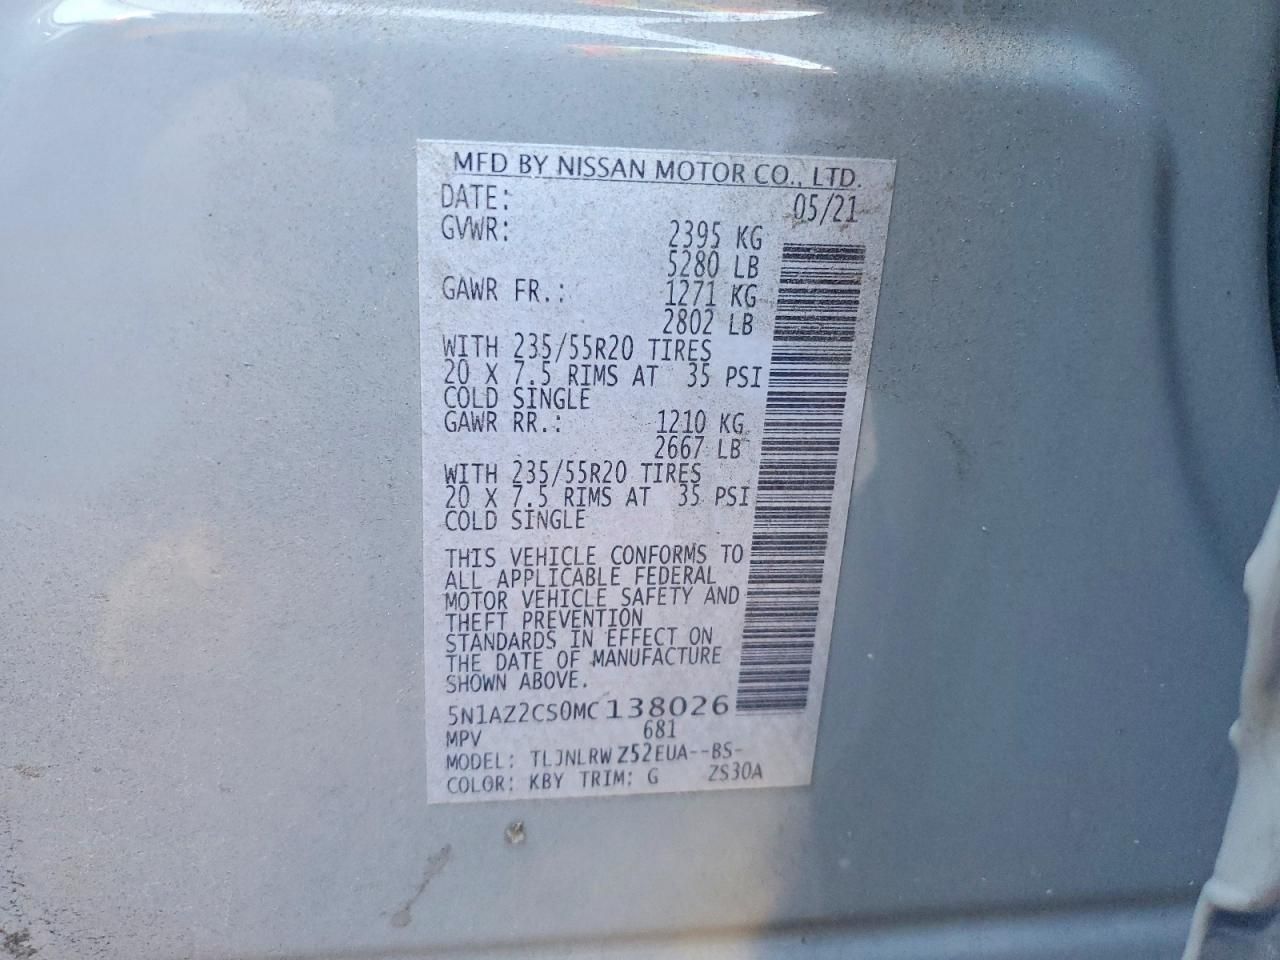 MFD BY NISSAN MOTOR CO., LTD.
DATE: 05/21
GVWR: 2395 KG
5280 LB
GAWR FR.: 1271 KG
2802 LB
WITH 235/55R20 TIRES
20 X 7.5 RIMS AT 35 PSI
COLD SINGLE
GAWR RR.: 1210 KG
2667 LB
WITH 235/55R20 TIRES
20 X 7.5 RIMS AT 35 PSI
COLD SINGLE
THIS VEHICLE CONFORMS TO
ALL APPLICABLE FEDERAL
MOTOR VEHICLE SAFETY AND
THEFT PREVENTION
STANDARDS IN EFFECT ON
THE DATE OF MANUFACTURE
SHOWN ABOVE.
5N1AZ2CS0MC138026
MPV 681
MODEL: TLJNLRW Z52EUA--BS-
COLOR: KBY TRIM: G ZS30A